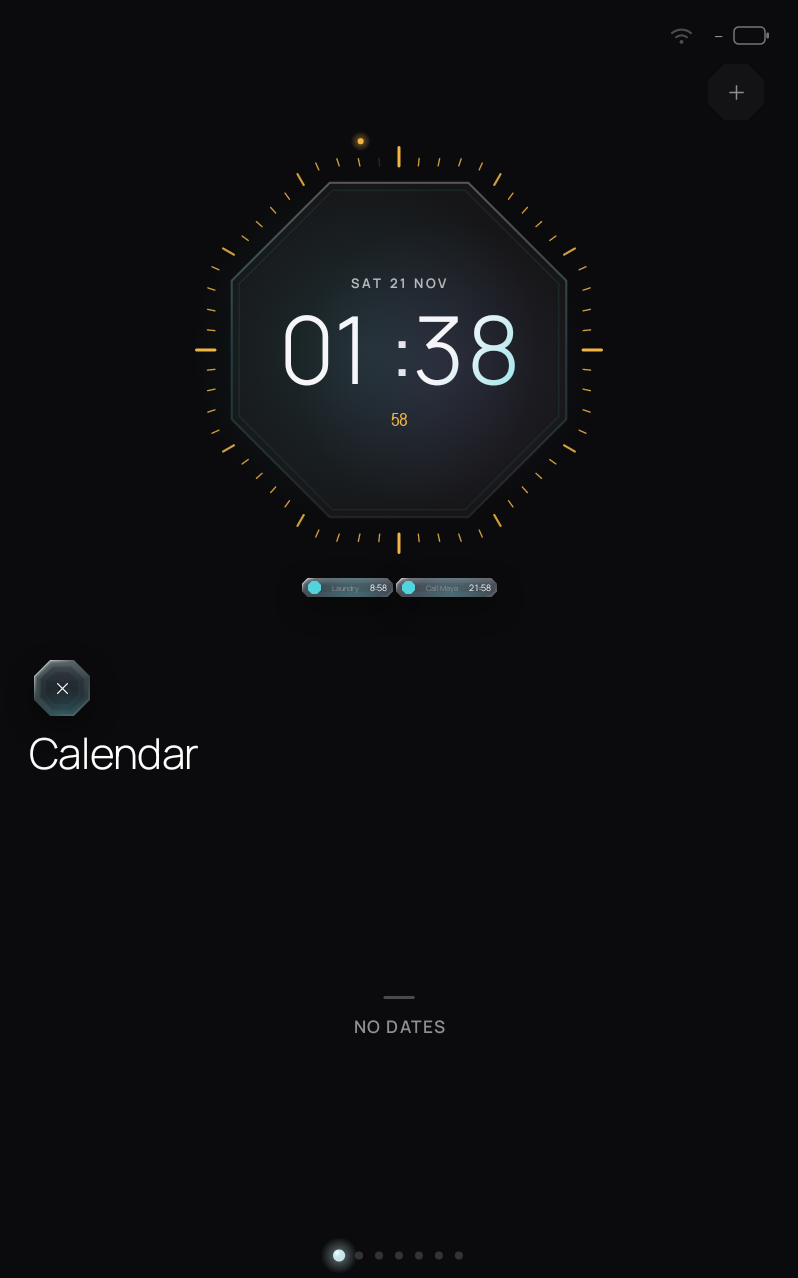 SAT 21 NOV
01:38
58
Laundry 8:58 Call Maya 21:58
Calendar
NO DATES